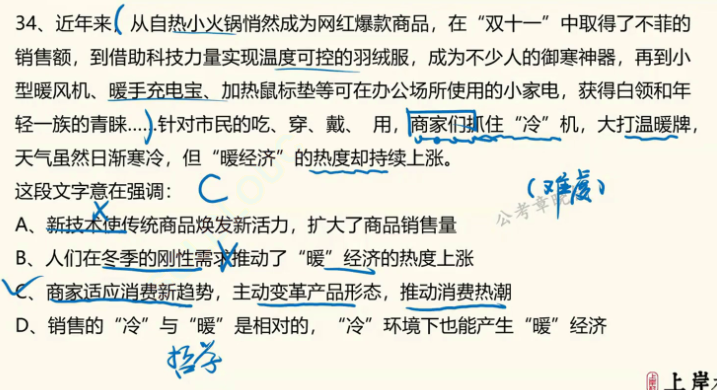 34、近年来，从自热小火锅悄然成为网红爆款商品，在“双十一”中取得了不菲的
销售额，到借助科技力量实现温度可控的羽绒服，成为不少人的御寒神器，再到小
型暖风机、暖手充电宝、加热鼠标垫等可在办公场所使用的小家电，获得白领和年
轻一族的青睐……针对市民的吃、穿、戴、 用，商家们抓住“冷”机，大打温暖牌，
天气虽然日渐寒冷，但“暖经济”的热度却持续上涨。
这段文字意在强调： C
(难度)
公考章晓
A、新技术使传统商品焕发新活力，扩大了商品销售量
B、人们在冬季的刚性需求推动了“暖”经济的热度上涨
C、商家适应消费新趋势，主动变革产品形态，推动消费热潮
D、销售的“冷”与“暖”是相对的，“冷”环境下也能产生“暖”经济
哲学
上岸